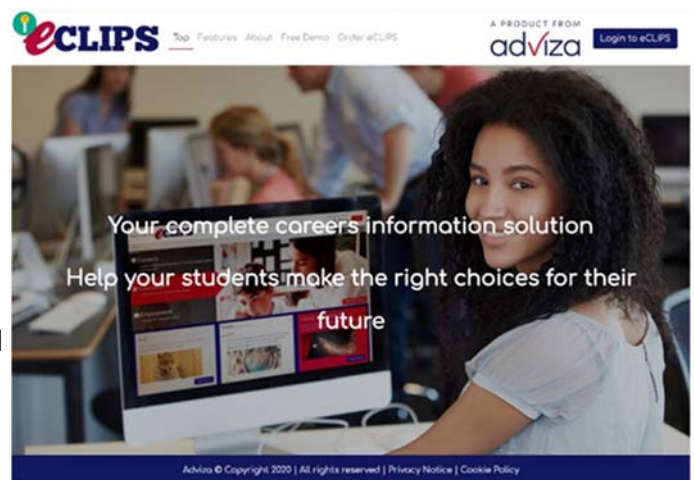 eCLIPS
Top Features About Free Demo Order eCLIPS
A PRODUCT FROM
adviza
Login to eCLIPS
Your complete careers information solution
Help your students make the right choices for their
future
Careers
Employment
Adviza © Copyright 2020 | All rights reserved | Privacy Notice | Cookie Policy